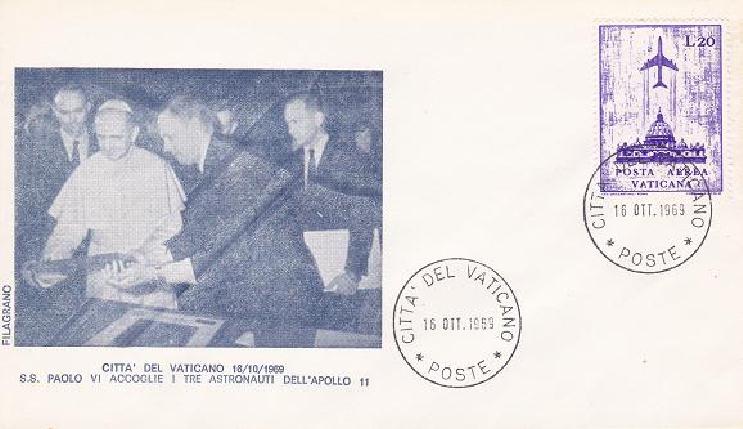 L.20
POSTA AEREA
VATICANA
CITTA' DEL VATICANO
16 OTT. 1969
* POSTE *
CITTA' DEL VATICANO
16 OTT. 1969
* POSTE *
FILAGRANO
CITTA' DEL VATICANO 16/10/1969
S.S. PAOLO VI ACCOGLIE I TRE ASTRONAUTI DELL'APOLLO 11